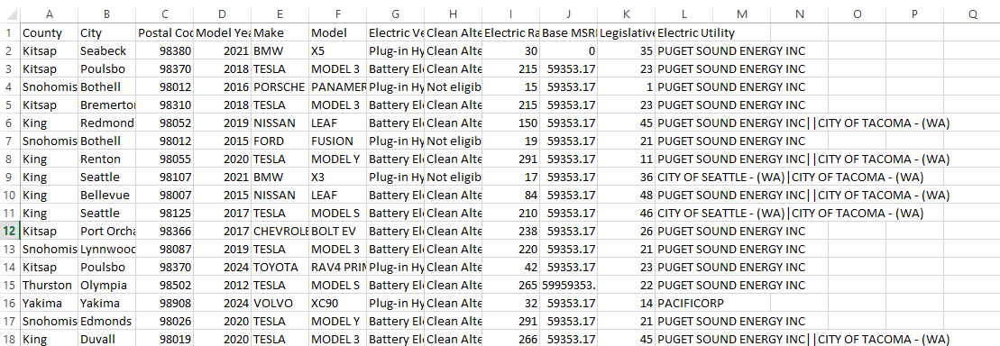 A B C D E F G H I J K L M N O P Q
1 County City Postal Cod Model Yea Make Model Electric Ve Clean Alte Electric Ra Base MSRI Legislative Electric Utility
2 Kitsap Seabeck 98380 2021 BMW X5 Plug-in Hy Clean Alte 30 0 35 PUGET SOUND ENERGY INC
3 Kitsap Poulsbo 98370 2018 TESLA MODEL 3 Battery Ele Clean Alte 215 59353.17 23 PUGET SOUND ENERGY INC
4 Snohomis Bothell 98012 2016 PORSCHE PANAMER Plug-in Hy Not eligib 15 59353.17 1 PUGET SOUND ENERGY INC
5 Kitsap Bremerto 98310 2018 TESLA MODEL 3 Battery Ele Clean Alte 215 59353.17 23 PUGET SOUND ENERGY INC
6 King Redmond 98052 2019 NISSAN LEAF Battery Ele Clean Alte 150 59353.17 45 PUGET SOUND ENERGY INC||CITY OF TACOMA - (WA)
7 Snohomis Bothell 98012 2015 FORD FUSION Plug-in Hy Not eligib 19 59353.17 21 PUGET SOUND ENERGY INC
8 King Renton 98055 2020 TESLA MODEL Y Battery Ele Clean Alte 291 59353.17 11 PUGET SOUND ENERGY INC||CITY OF TACOMA - (WA)
9 King Seattle 98107 2021 BMW X3 Plug-in Hy Not eligib 17 59353.17 36 CITY OF SEATTLE - (WA)|CITY OF TACOMA - (WA)
10 King Bellevue 98007 2015 NISSAN LEAF Battery Ele Clean Alte 84 59353.17 48 PUGET SOUND ENERGY INC||CITY OF TACOMA - (WA)
11 King Seattle 98125 2017 TESLA MODEL S Battery Ele Clean Alte 210 59353.17 46 CITY OF SEATTLE - (WA)|CITY OF TACOMA - (WA)
12 Kitsap Port Orcha 98366 2017 CHEVROLE BOLT EV Battery Ele Clean Alte 238 59353.17 26 PUGET SOUND ENERGY INC
13 Snohomis Lynnwood 98087 2019 TESLA MODEL 3 Battery Ele Clean Alte 220 59353.17 21 PUGET SOUND ENERGY INC
14 Kitsap Poulsbo 98370 2024 TOYOTA RAV4 PRIN Plug-in Hy Clean Alte 42 59353.17 23 PUGET SOUND ENERGY INC
15 Thurston Olympia 98502 2012 TESLA MODEL S Battery Ele Clean Alte 265 59959353. 22 PUGET SOUND ENERGY INC
16 Yakima Yakima 98908 2024 VOLVO XC90 Plug-in Hy Clean Alte 32 59353.17 14 PACIFICORP
17 Snohomis Edmonds 98026 2020 TESLA MODEL Y Battery Ele Clean Alte 291 59353.17 21 PUGET SOUND ENERGY INC
18 King Duvall 98019 2020 TESLA MODEL 3 Battery Ele Clean Alte 266 59353.17 45 PUGET SOUND ENERGY INC||CITY OF TACOMA - (WA)